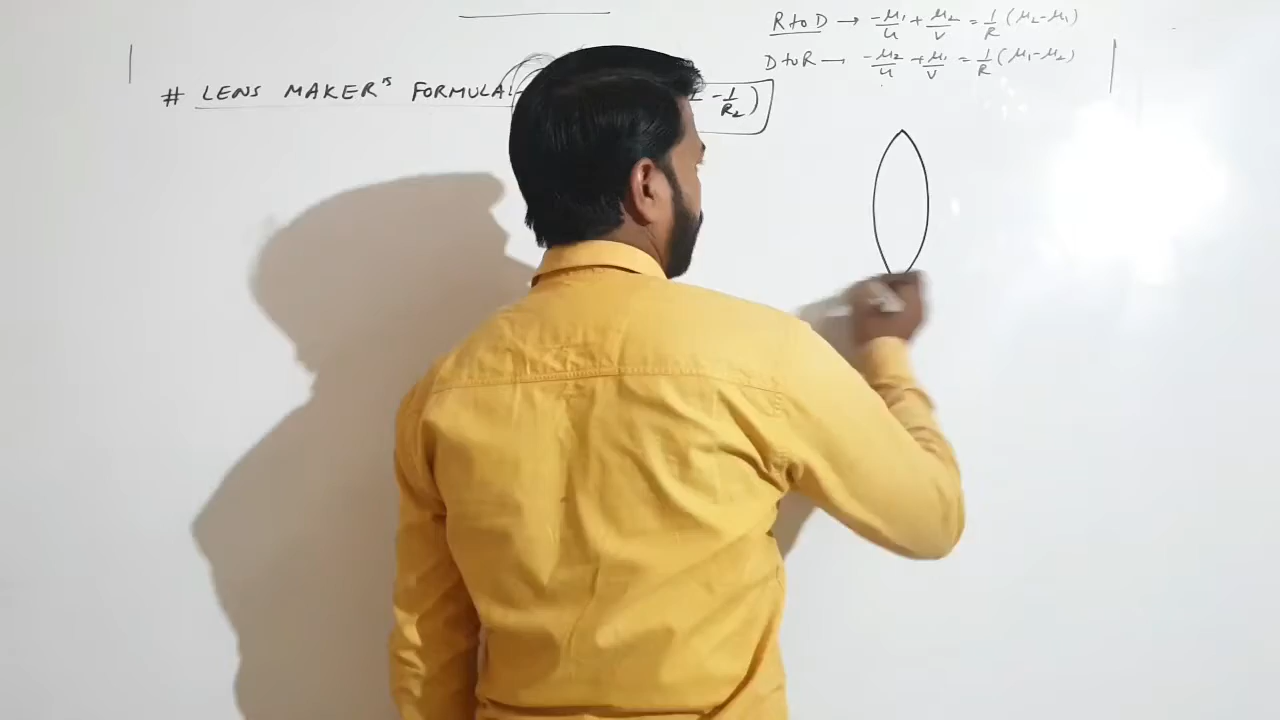 R to D → -μ₁/u + μ₂/v = 1/R (μ₂-μ₁)
D to R → -μ₂/u + μ₁/v = 1/R (μ₁-μ₂)
# LENS MAKER'S FORMULA:- - 1/R₂)